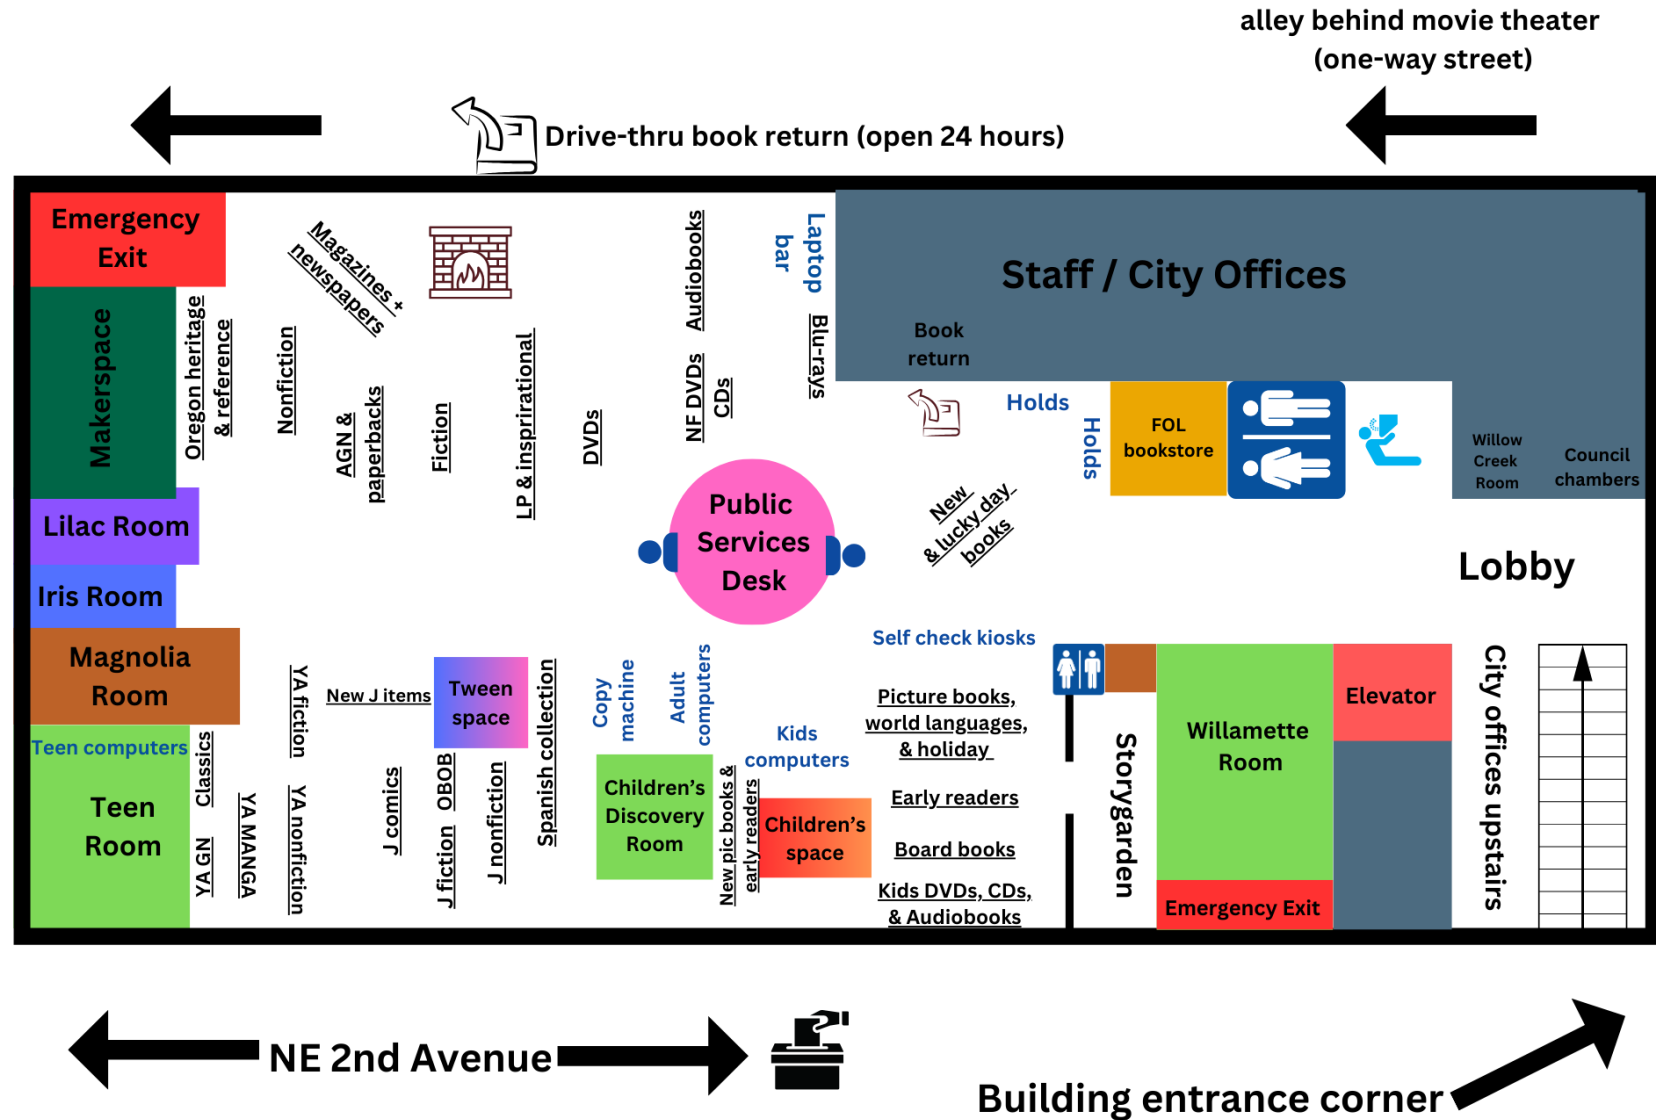 alley behind movie theater
(one-way street)
Drive-thru book return (open 24 hours)
Emergency
Exit
Makerspace
Oregon heritage
& reference
Magazines +
newspapers
Nonfiction
AGN &
paperbacks
Fiction
LP & insprirational
DVDs
Audiobooks
NF DVDs
CDs
Laptop
bar
Blu-rays
Staff / City Offices
Book
return
Holds
Holds
FOL
bookstore
Willow
Creek
Room
Council
chambers
Lilac Room
Iris Room
Magnolia
Room
Public
Services
Desk
New
& lucky day
books
Lobby
Self check kiosks
Teen computers
Teen
Room
Classics
YA GN
YA MANGA
YA fiction
YA nonfiction
New J items
Tween
space
J comics
OBOB
J fiction
J nonfiction
Spanish collection
Copy
machine
Adult
computers
Kids
computers
Children's
Discovery
Room
New pic books &
early readers
Children's
space
Picture books,
world languages,
& holiday
Early readers
Board books
Kids DVDs, CDs,
& Audiobooks
Storygarden
Willamette
Room
Emergency Exit
Elevator
City offices upstairs
NE 2nd Avenue
Building entrance corner